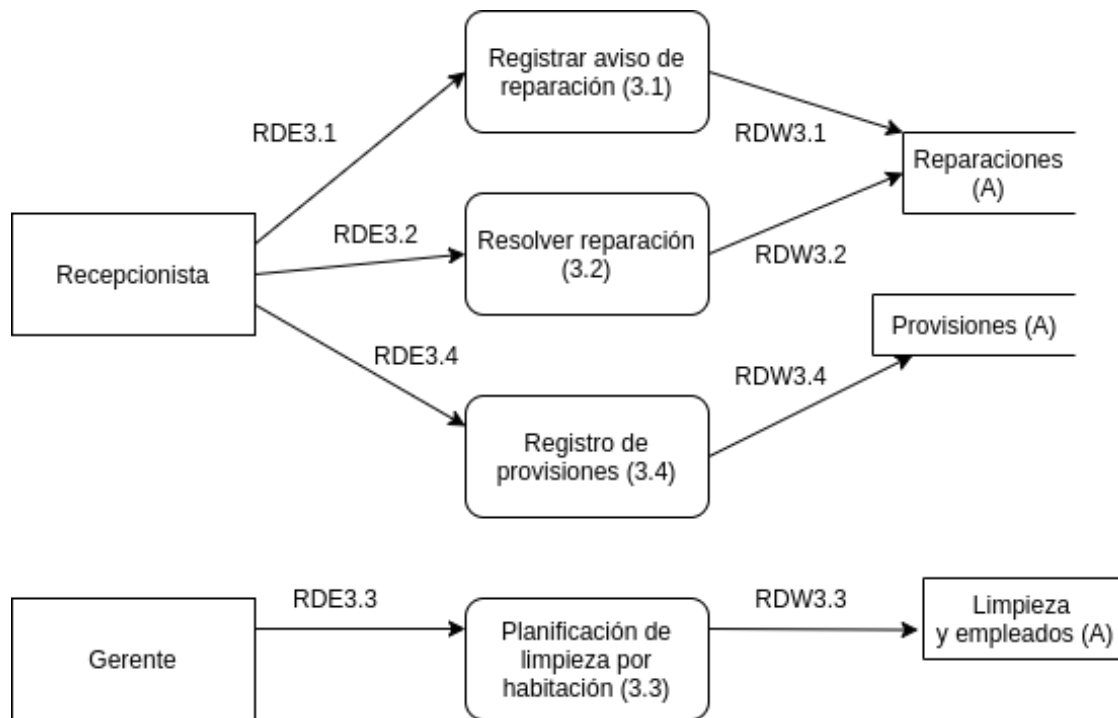 Registrar aviso de
reparación (3.1)
RDE3.1
RDW3.1
Reparaciones
(A)
Recepcionista
RDE3.2
Resolver reparación
(3.2)
RDW3.2
Provisiones (A)
RDE3.4
RDW3.4
Registro de
provisiones (3.4)
Gerente
RDE3.3
Planificación de
limpieza por
habitación (3.3)
RDW3.3
Limpieza
y empleados (A)